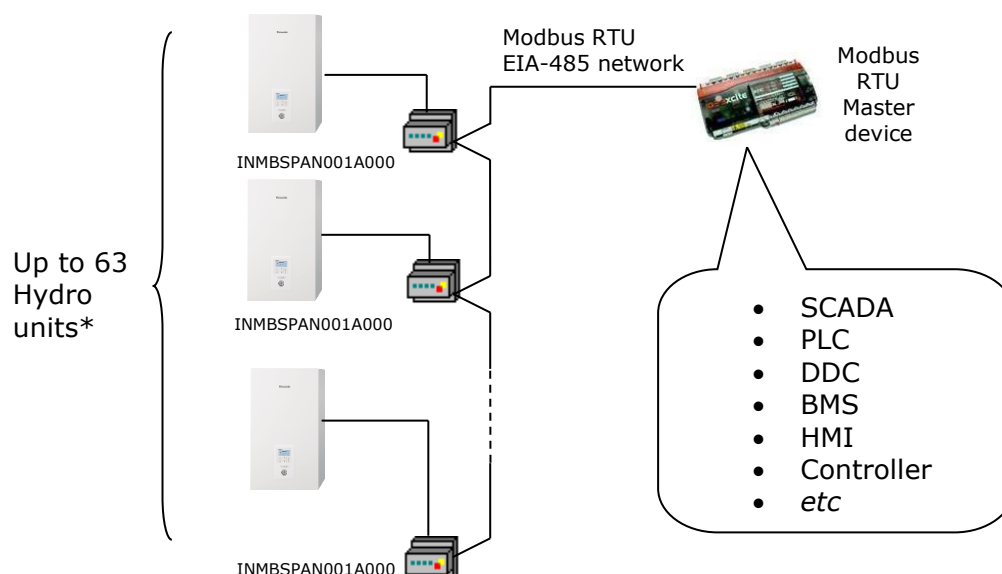 Modbus RTU
EIA-485 network
Modbus
RTU
Master
device
INMBSPAN001A000
Up to 63
Hydro
units*
INMBSPAN001A000
• SCADA
• PLC
• DDC
• BMS
• HMI
• Controller
• etc
INMBSPAN001A000